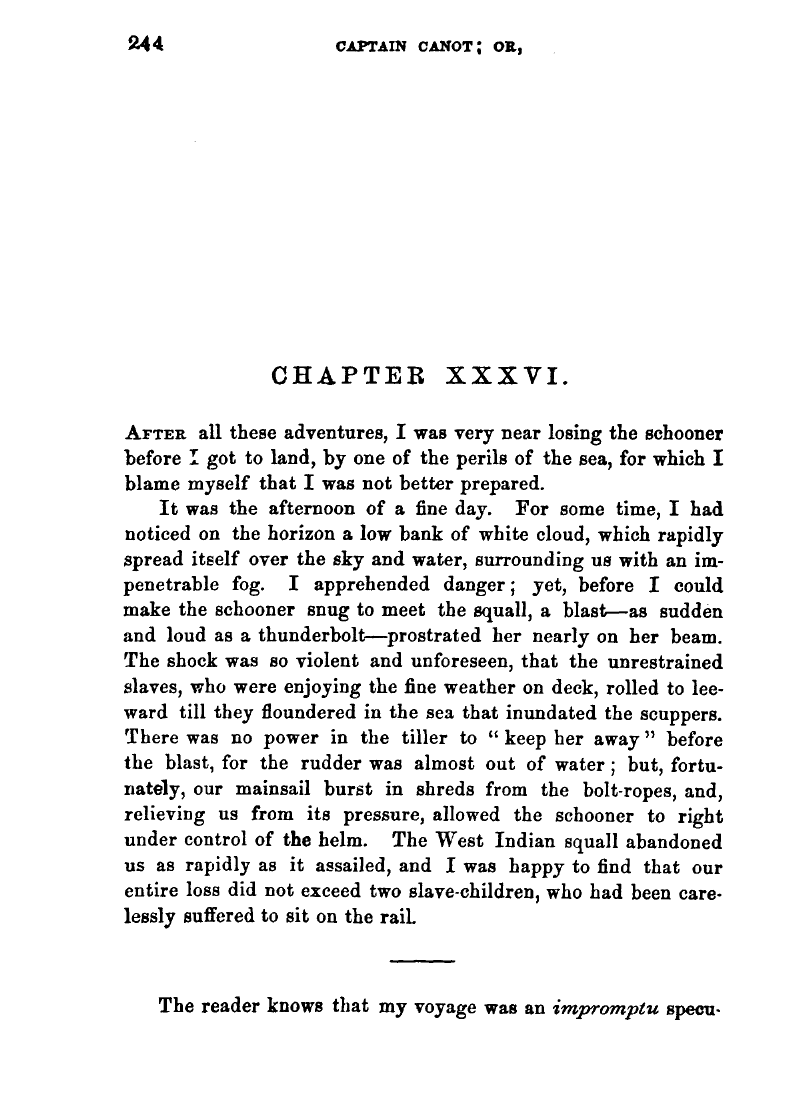 244 CAPTAIN CANOT; OR,
CHAPTER XXXVI.
AFTER all these adventures, I was very near losing the schooner
before I got to land, by one of the perils of the sea, for which I
blame myself that I was not better prepared.
It was the afternoon of a fine day. For some time, I had
noticed on the horizon a low bank of white cloud, which rapidly
spread itself over the sky and water, surrounding us with an im-
penetrable fog. I apprehended danger; yet, before I could
make the schooner snug to meet the squall, a blast—as sudden
and loud as a thunderbolt—prostrated her nearly on her beam.
The shock was so violent and unforeseen, that the unrestrained
slaves, who were enjoying the fine weather on deck, rolled to lee-
ward till they floundered in the sea that inundated the scuppers.
There was no power in the tiller to "keep her away" before
the blast, for the rudder was almost out of water; but, fortu-
nately, our mainsail burst in shreds from the bolt-ropes, and,
relieving us from its pressure, allowed the schooner to right
under control of the helm. The West Indian squall abandoned
us as rapidly as it assailed, and I was happy to find that our
entire loss did not exceed two slave-children, who had been care-
lessly suffered to sit on the rail.
The reader knows that my voyage was an impromptu specu-